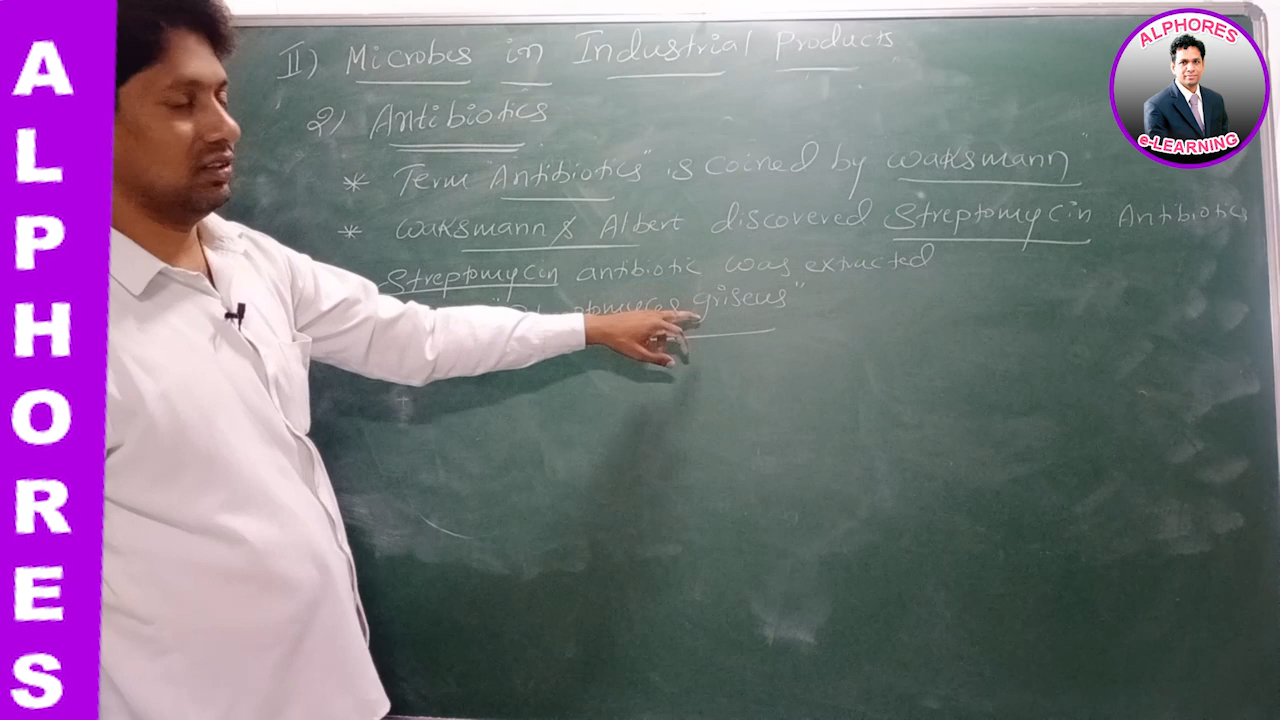 ALPHORES
II) Microbes in Industrial Products
2) Antibiotics
* Term Antibiotics" is coined by Waksmann
* Waksmann & Albert discovered Streptomycin Antibiotics
Streptomycin antibiotic was extracted
griseus"
ALPHORES
e-LEARNING